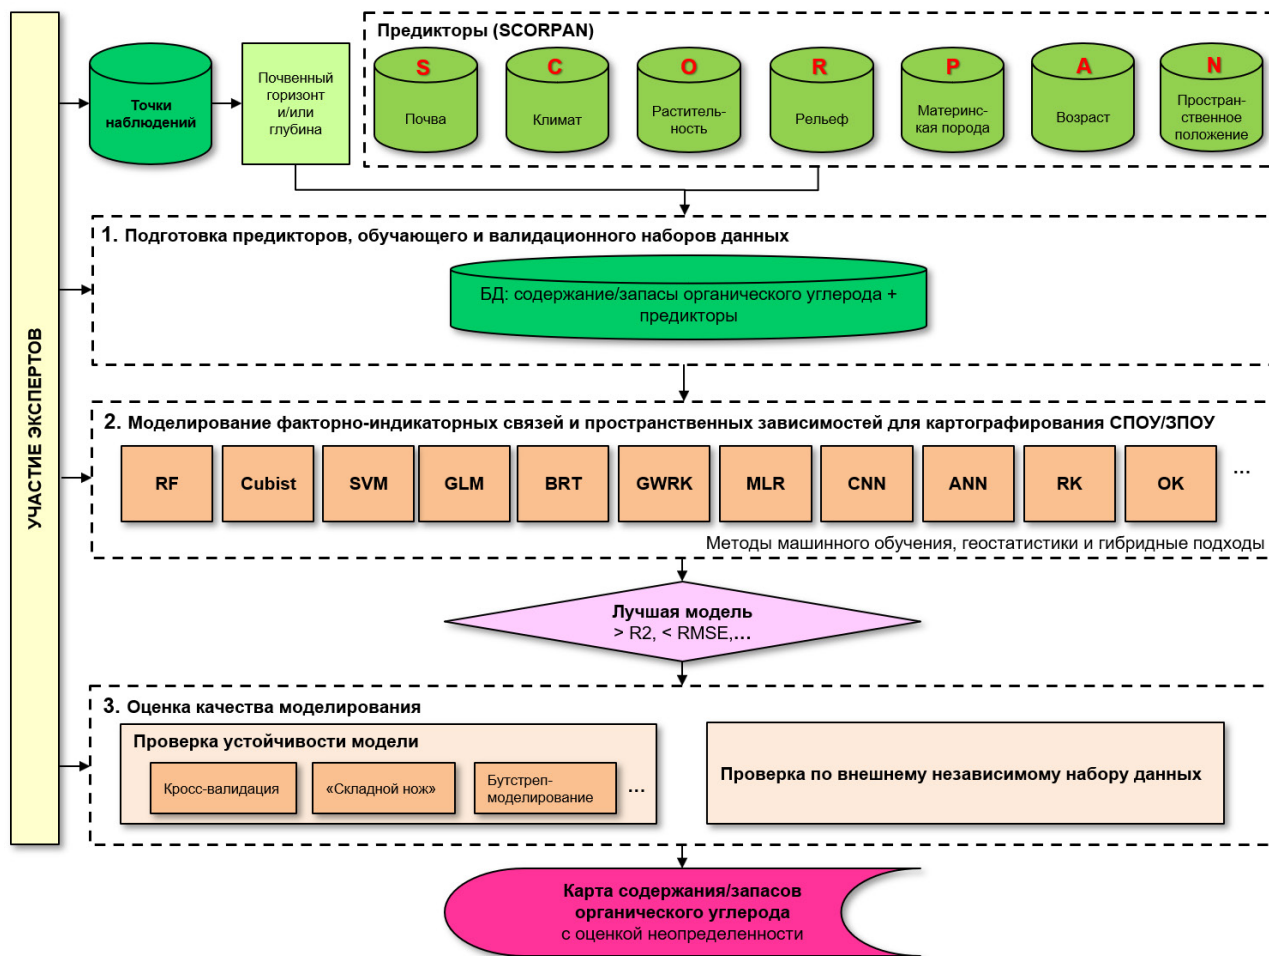 УЧАСТИЕ ЭКСПЕРТОВ
Точки
наблюдений
Почвенный
горизонт
и/или
глубина
Предикторы (SCORPAN)
S
Почва
C
Климат
O
Раститель-
ность
R
Рельеф
P
Материнс-
кая порода
A
Возраст
N
Простран-
ственное
положение
1. Подготовка предикторов, обучающего и валидационного наборов данных
БД: содержание/запасы органического углерода +
предикторы
2. Моделирование факторно-индикаторных связей и пространственных зависимостей для картографирования СПОУ/ЗПОУ
RF
Cubist
SVM
GLM
BRT
GWRK
MLR
CNN
ANN
RK
OK
...
Методы машинного обучения, геостатистики и гибридные подходы
Лучшая модель
> R2, < RMSE,...
3. Оценка качества моделирования
Проверка устойчивости модели
Кросс-валидация
«Складной нож»
Бутстреп-
моделирование
...
Проверка по внешнему независимому набору данных
Карта содержания/запасов
органического углерода
с оценкой неопределенности